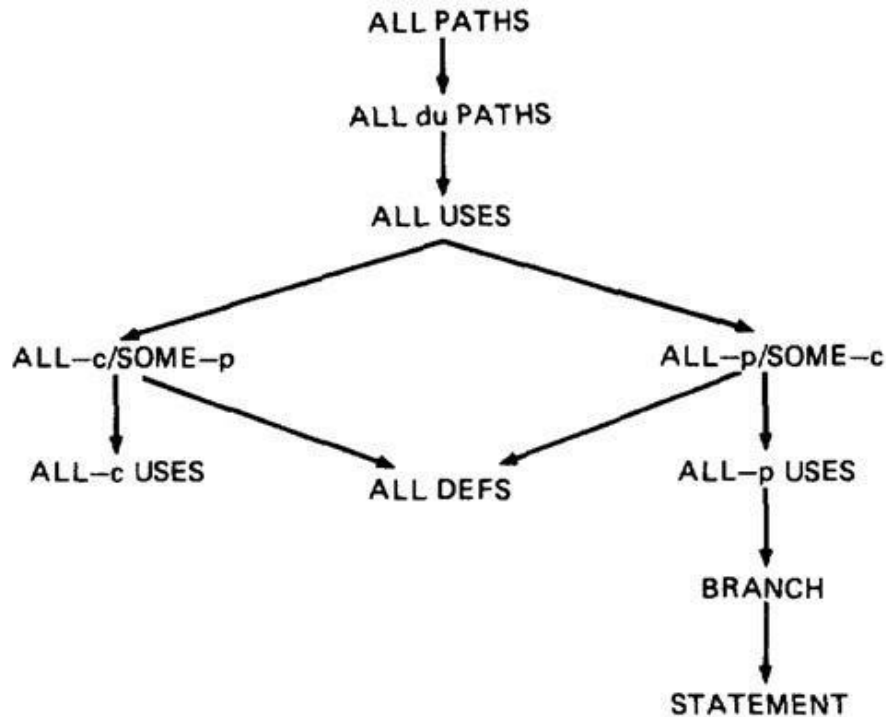 ALL PATHS
ALL du PATHS
ALL USES
ALL–c/SOME–p
ALL–p/SOME–c
ALL–c USES
ALL DEFS
ALL–p USES
BRANCH
STATEMENT